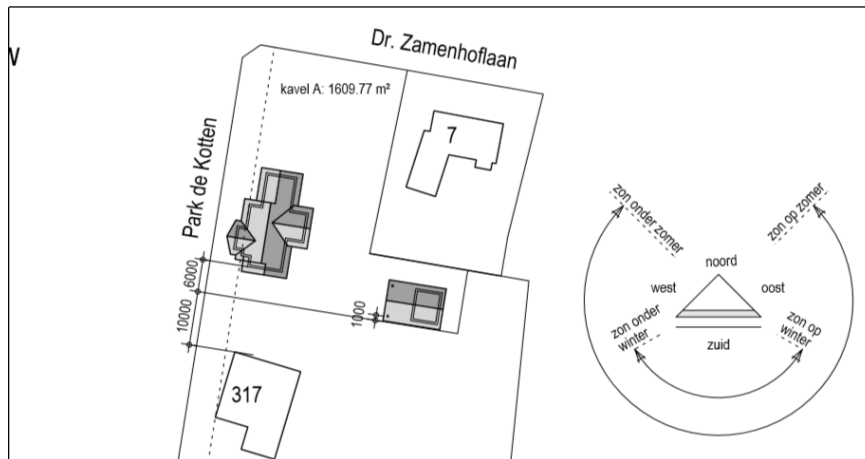 Dr. Zamenhoflaan
kavel A: 1609.77 m²
7
Park de Kotten
6000
10000
1000
317
zon onder zomer
zon op zomer
noord
west
oost
zon onder
winter
zon op
winter
zuid